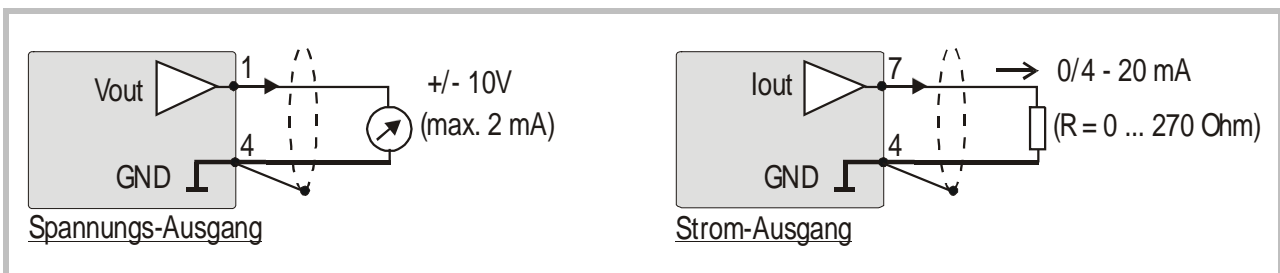 Vout
1
4
GND
+/- 10V
(max. 2 mA)
Spannungs-Ausgang
Iout
7
4
GND
0/4 - 20 mA
(R = 0 ... 270 Ohm)
Strom-Ausgang